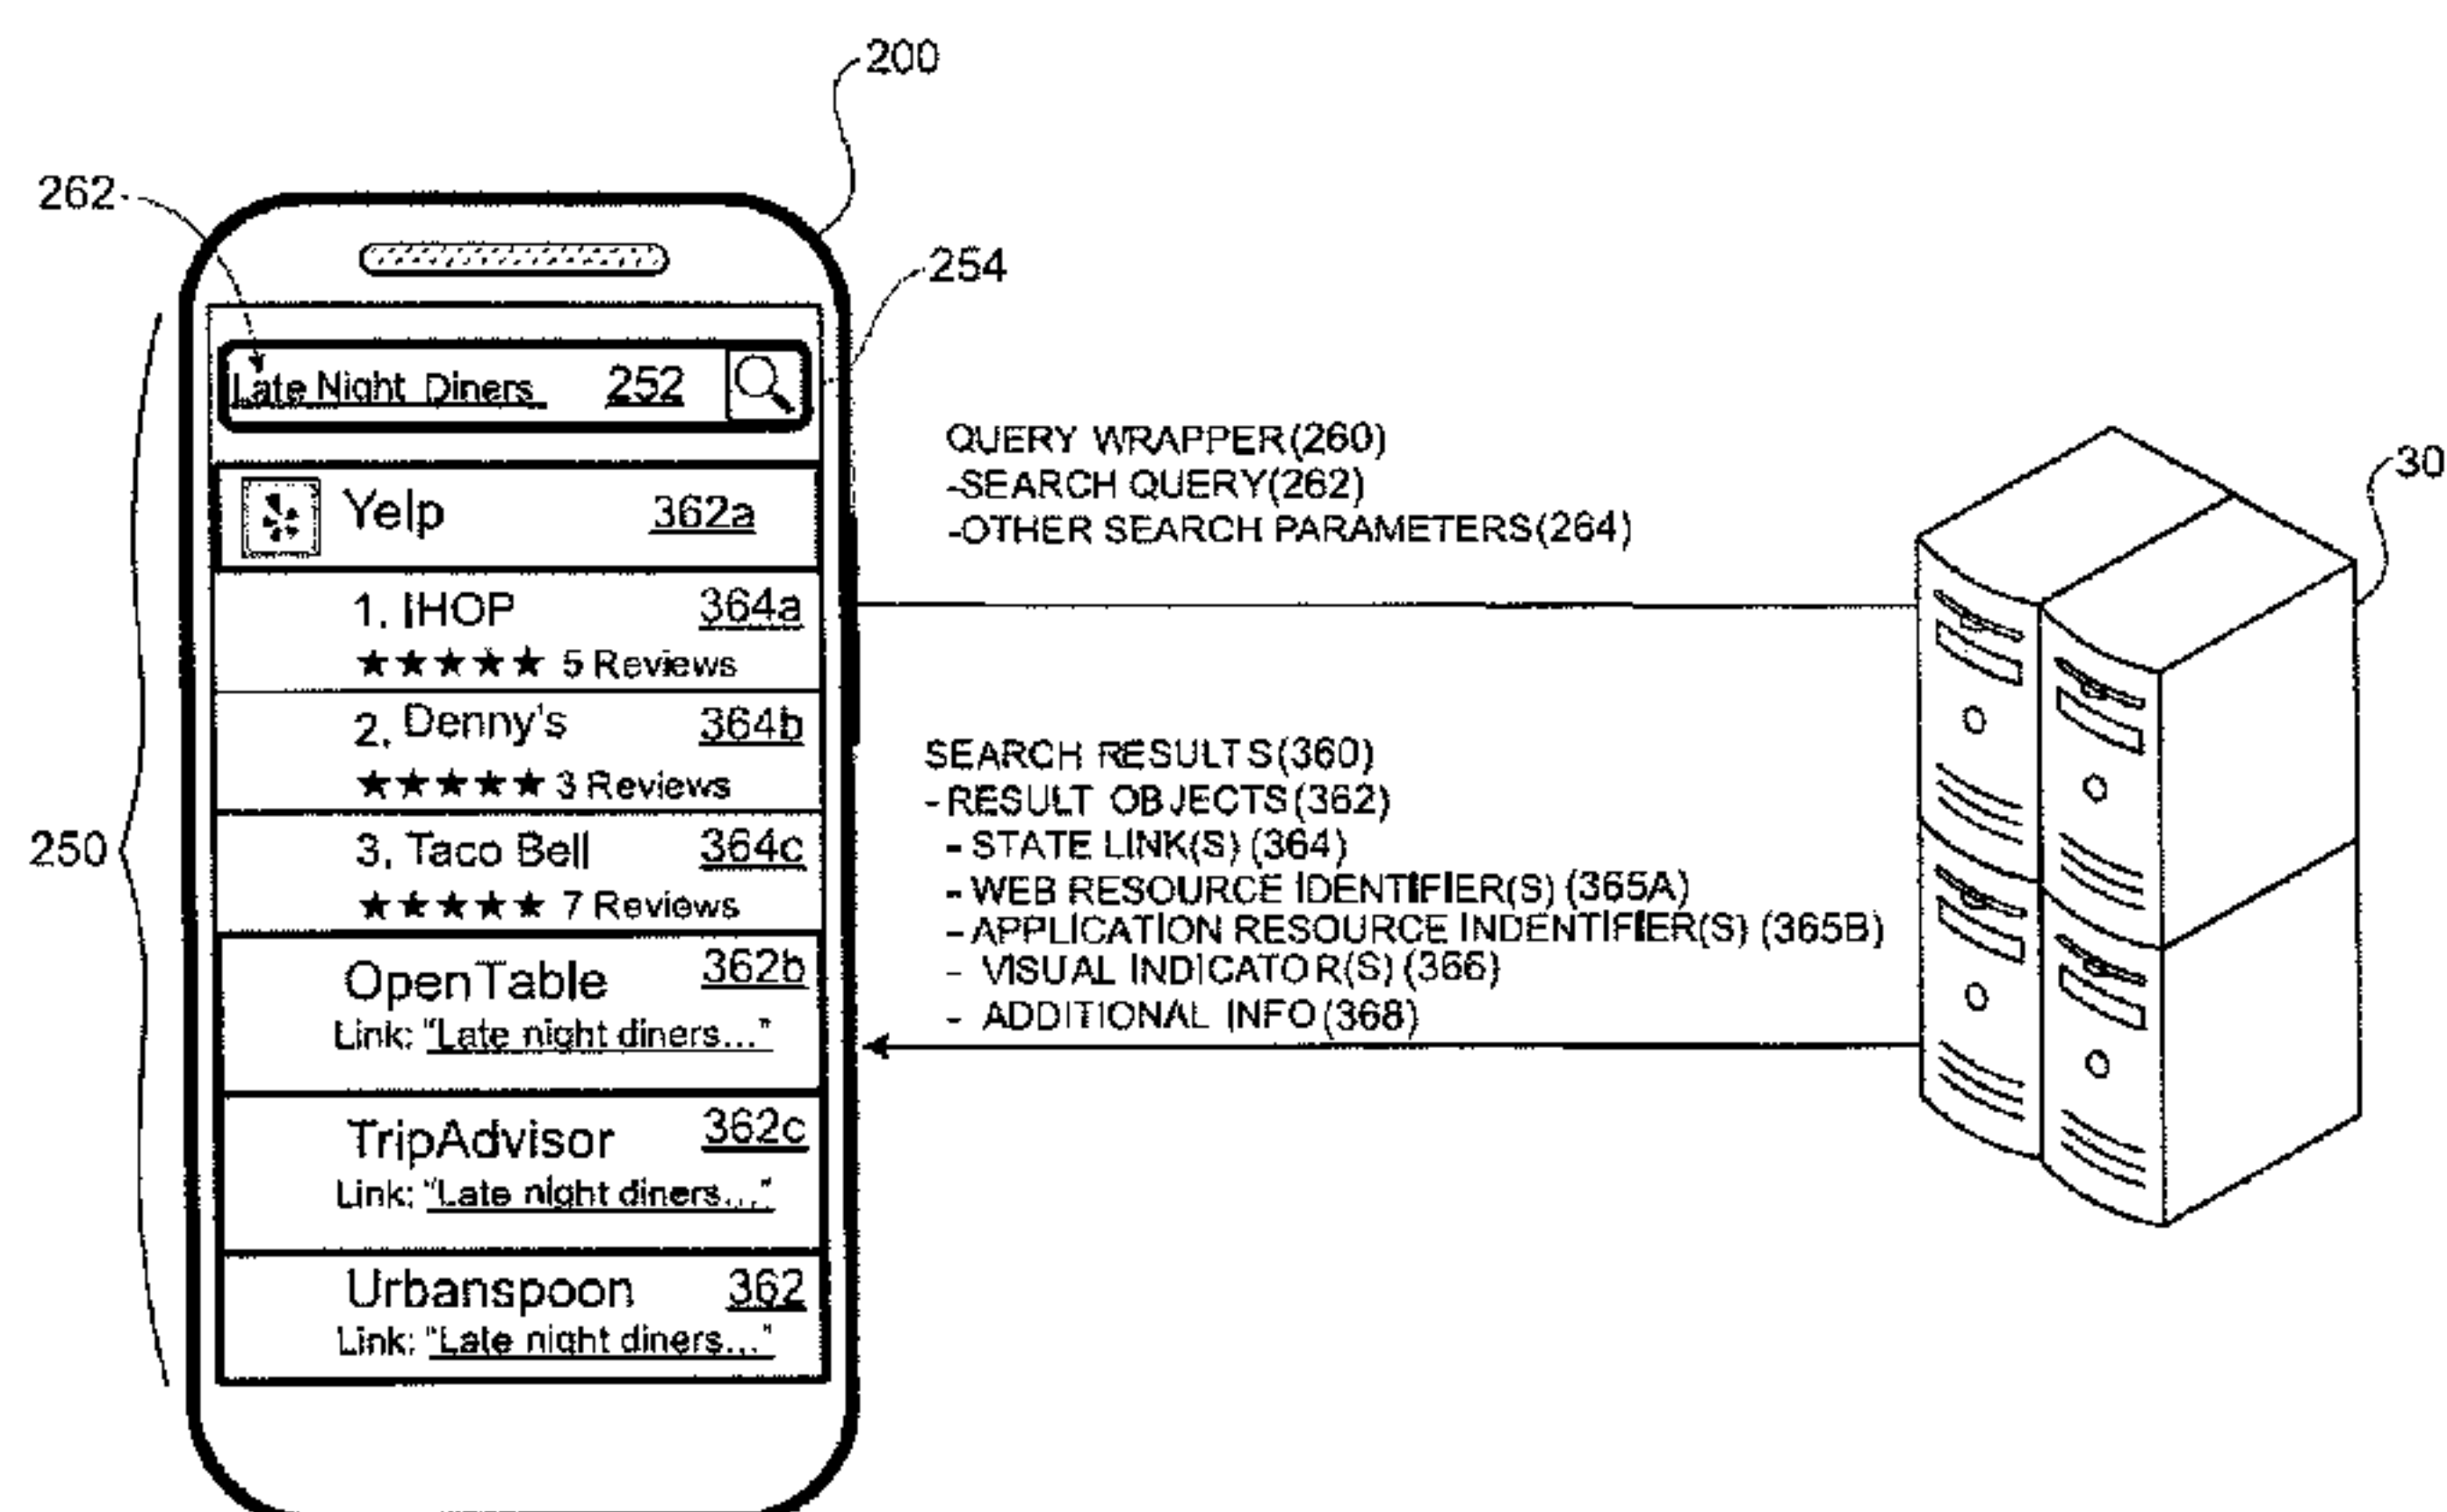 200
262
254
Late Night Diners 252
Yelp 362a
1. IHOP 364a
★★★★★ 5 Reviews
2. Denny's 364b
★★★★★ 3 Reviews
3. Taco Bell 364c
★★★★★ 7 Reviews
250
OpenTable 362b
Link: "Late night diners..."
TripAdvisor 362c
Link: "Late night diners..."
Urbanspoon 362
Link: "Late night diners..."
QUERY WRAPPER(260)
-SEARCH QUERY(262)
-OTHER SEARCH PARAMETERS(264)
30
SEARCH RESULTS(360)
-RESULT OBJECTS(362)
- STATE LINK(S) (364)
- WEB RESOURCE IDENTIFIER(S) (365A)
- APPLICATION RESOURCE INDENTIFIER(S) (365B)
- VISUAL INDICATOR(S) (366)
- ADDITIONAL INFO(368)